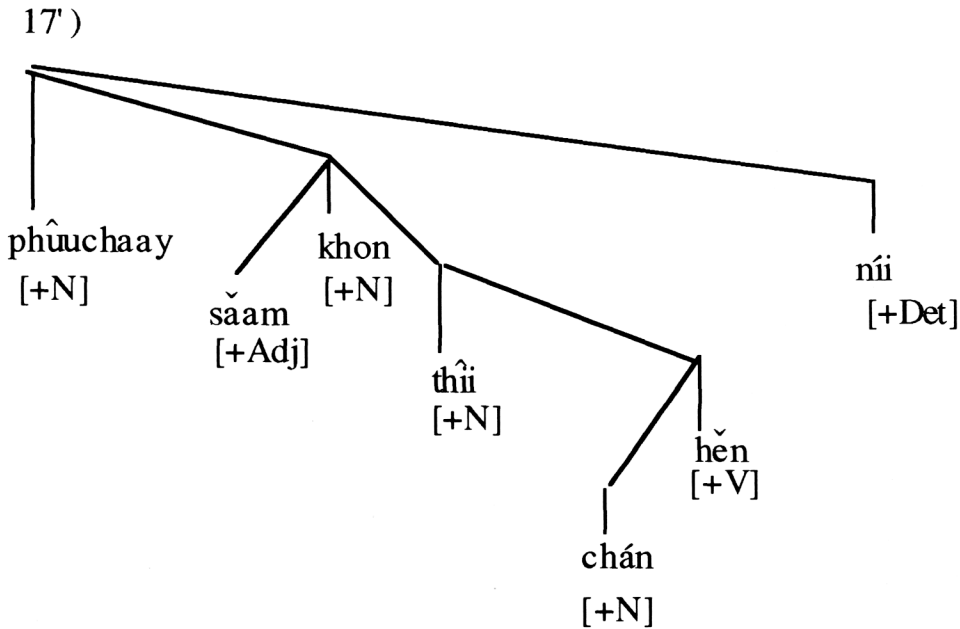 17')
phûuchaay
[+N]
sǎam
[+Adj]
khon
[+N]
thîi
[+N]
chán
[+N]
hěn
[+V]
níi
[+Det]